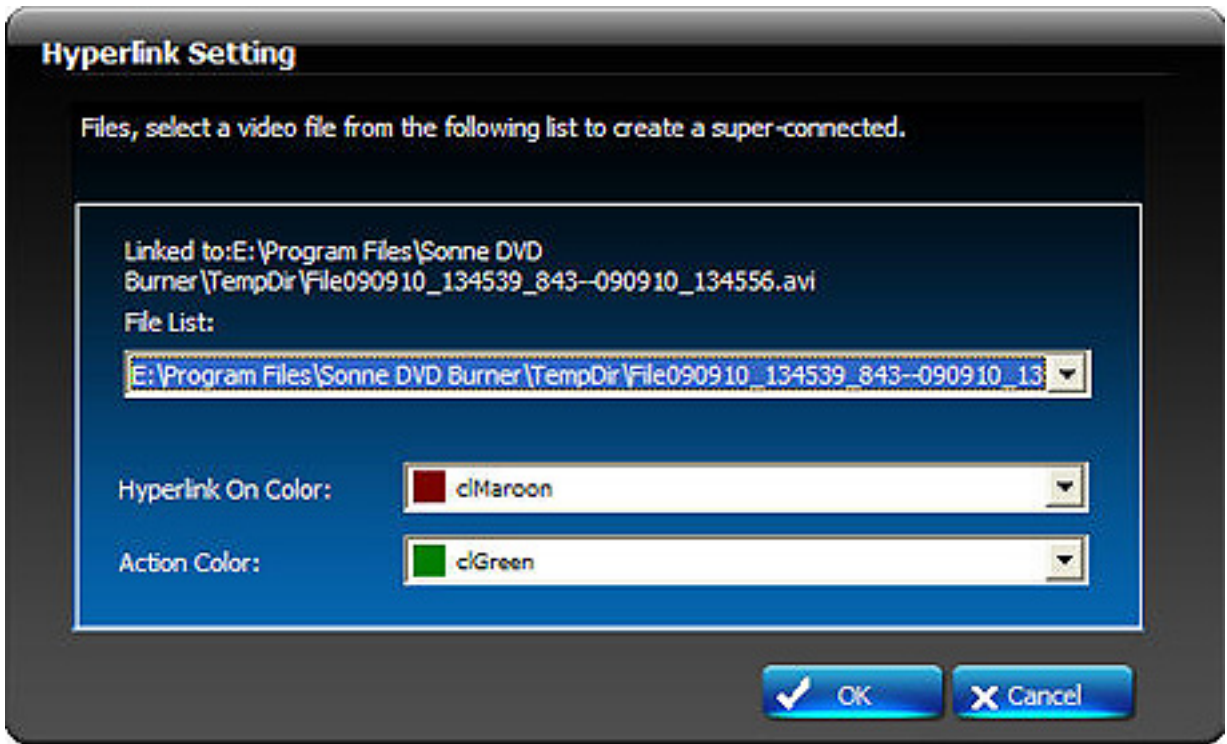 Hyperlink Setting
Files, select a video file from the following list to create a super-connected.
Linked to:E:\Program Files\Sonne DVD
Burner\TempDir\File090910_134539_843--090910_134556.avi
File List:
E:\Program Files\Sonne DVD Burner\TempDir\File090910_134539_843--090910_13
Hyperlink On Color: clMaroon
Action Color: clGreen
OK Cancel